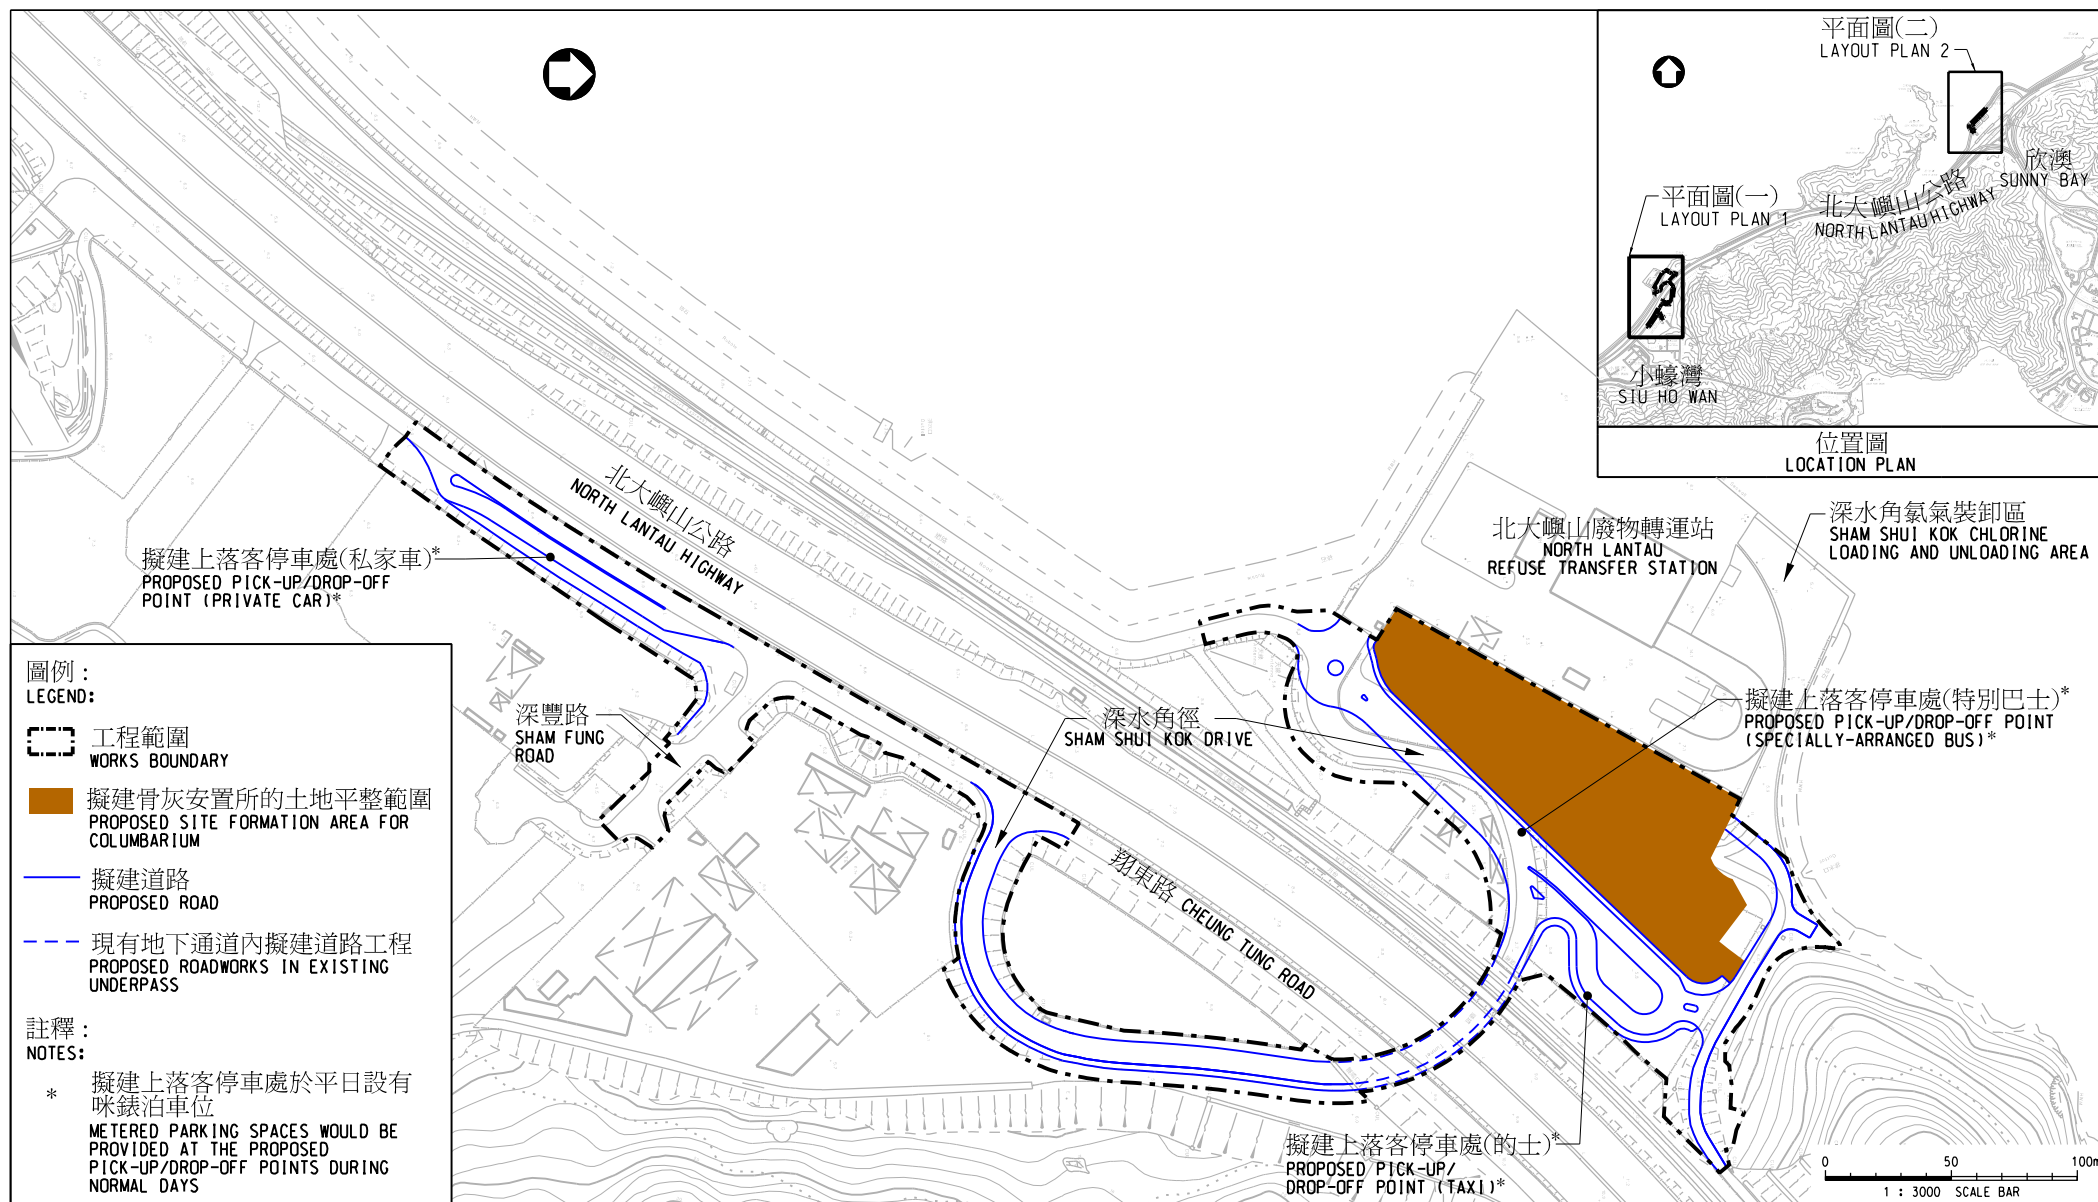 平面圖(二)
LAYOUT PLAN 2
欣澳
SUNNY BAY
平面圖(一)
LAYOUT PLAN 1
北大嶼山公路
NORTH LANTAU HIGHWAY
小蠔灣
SIU HO WAN
位置圖
LOCATION PLAN
北大嶼山公路
NORTH LANTAU HIGHWAY
擬建上落客停車處(私家車)*
PROPOSED PICK-UP/DROP-OFF
POINT (PRIVATE CAR)*
北大嶼山廢物轉運站
NORTH LANTAU
REFUSE TRANSFER STATION
深水角氯氣裝卸區
SHAM SHUI KOK CHLORINE
LOADING AND UNLOADING AREA
深豐路
SHAM FUNG
ROAD
深水角徑
SHAM SHUI KOK DRIVE
擬建上落客停車處(特別巴士)*
PROPOSED PICK-UP/DROP-OFF POINT
(SPECIALLY-ARRANGED BUS)*
翔東路 CHEUNG TUNG ROAD
擬建上落客停車處(的士)*
PROPOSED PICK-UP/
DROP-OFF POINT (TAXI)*
圖例：
LEGEND:
工程範圍
WORKS BOUNDARY
擬建骨灰安置所的土地平整範圍
PROPOSED SITE FORMATION AREA FOR
COLUMBARIUM
擬建道路
PROPOSED ROAD
現有地下通道內擬建道路工程
PROPOSED ROADWORKS IN EXISTING
UNDERPASS
註釋：
NOTES:
* 擬建上落客停車處於平日設有
咪錶泊車位
METERED PARKING SPACES WOULD BE
PROVIDED AT THE PROPOSED
PICK-UP/DROP-OFF POINTS DURING
NORMAL DAYS
0 50 100m
1 : 3000 SCALE BAR